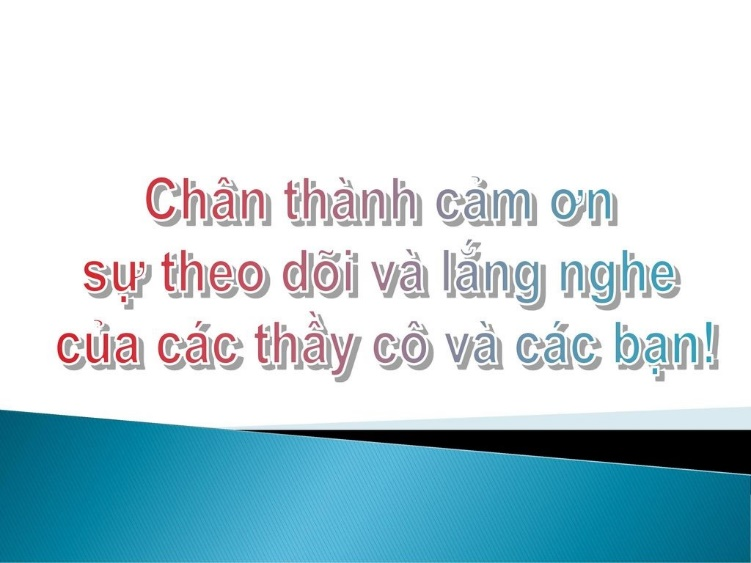 Chân thành cảm ơn
sự theo dõi và lắng nghe
của các thầy cô và các bạn!